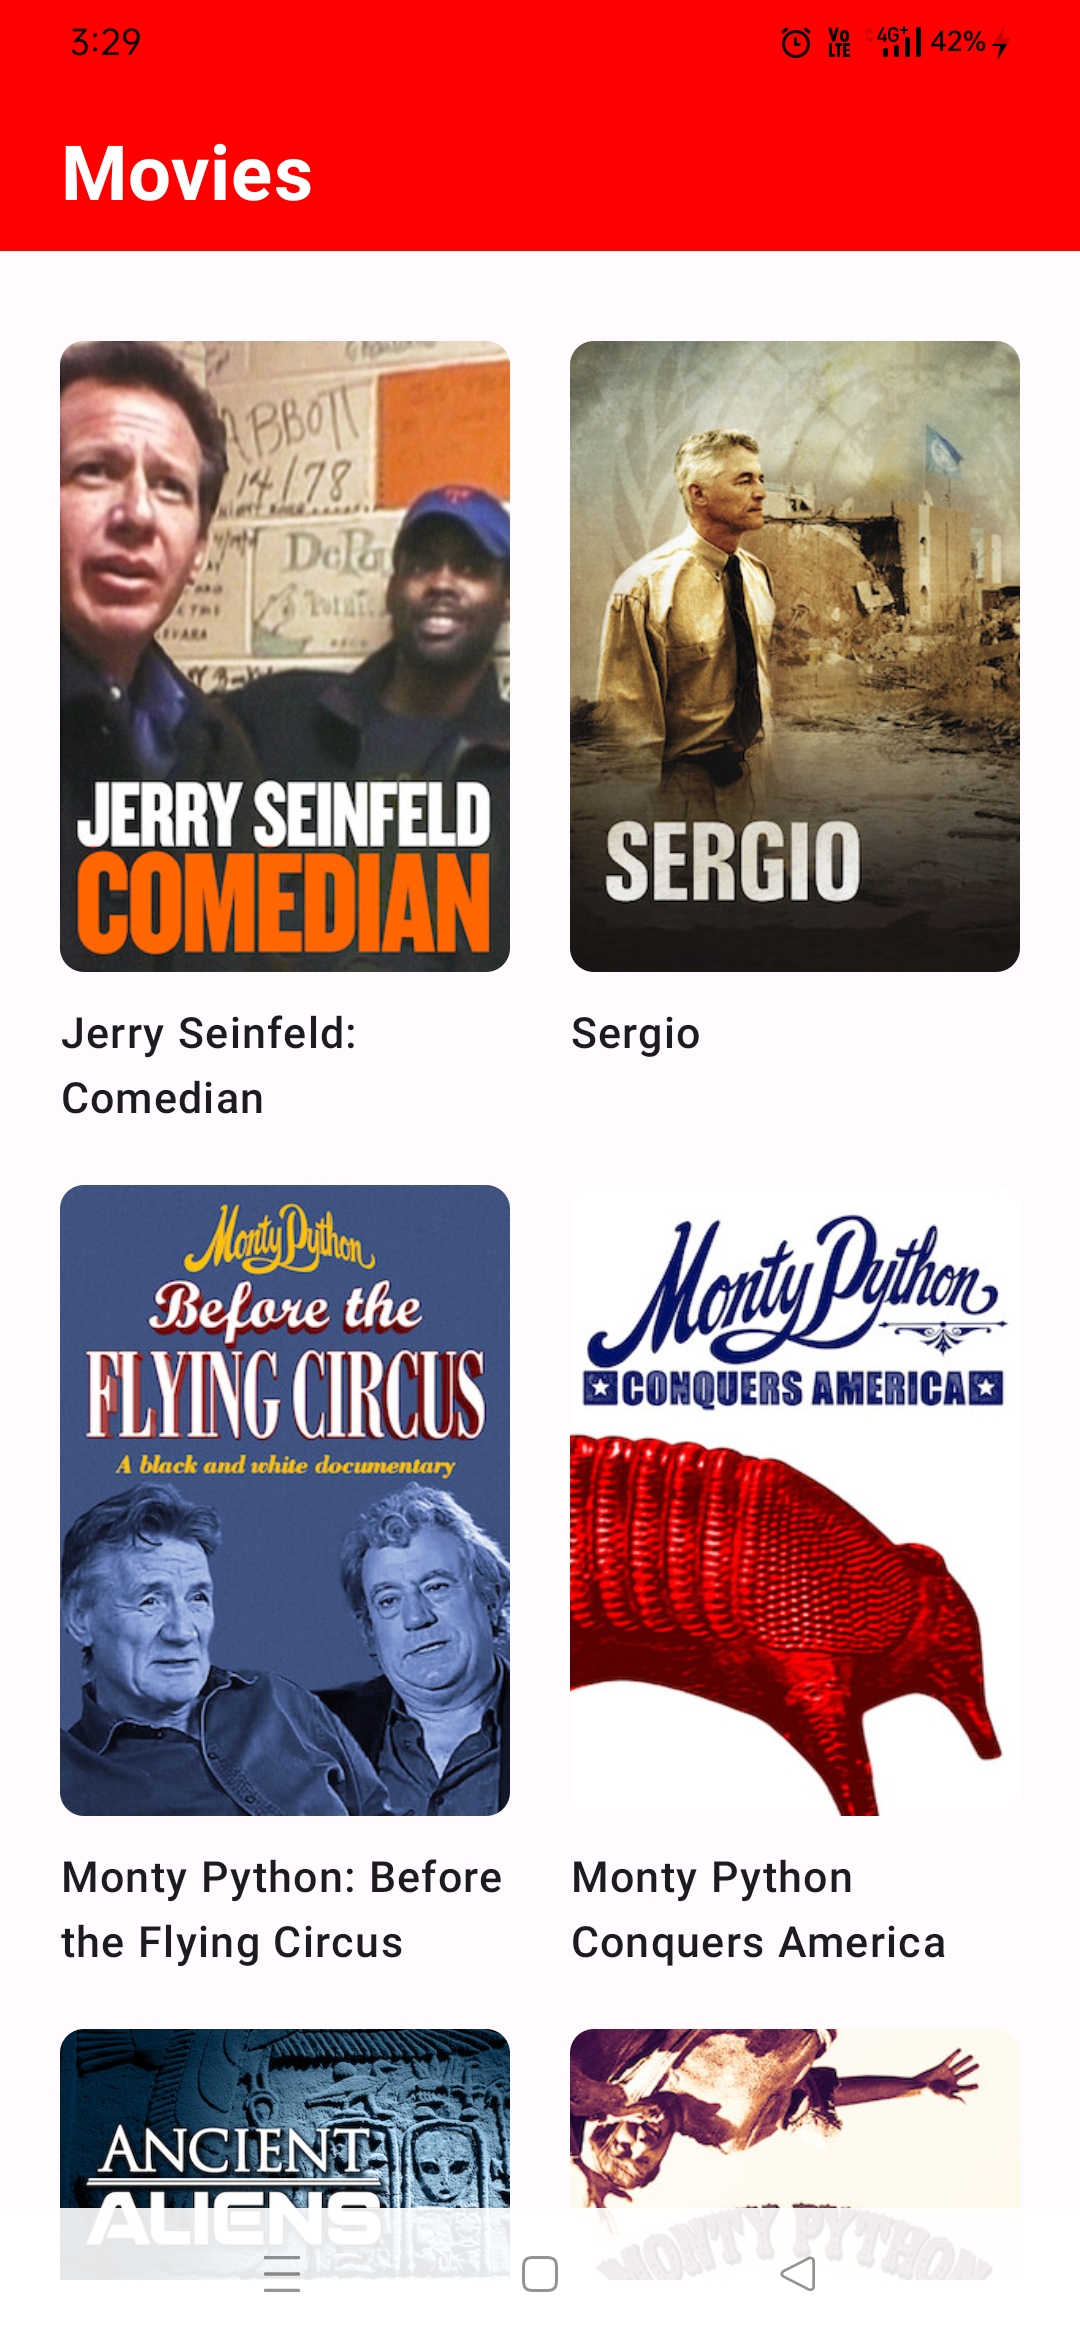 3:29
Vo
LTE
4G+
42%
Movies
ABBOTT
14/78
JERRY SEINFELD
COMEDIAN
SERGIO
Jerry Seinfeld:
Comedian
Sergio
Monty Python
Before the
FLYING CIRCUS
A black and white documentary
Monty Python
CONQUERS AMERICA
Monty Python: Before
the Flying Circus
Monty Python
Conquers America
ANCIENT
ALIENS
MONTY PYTHON